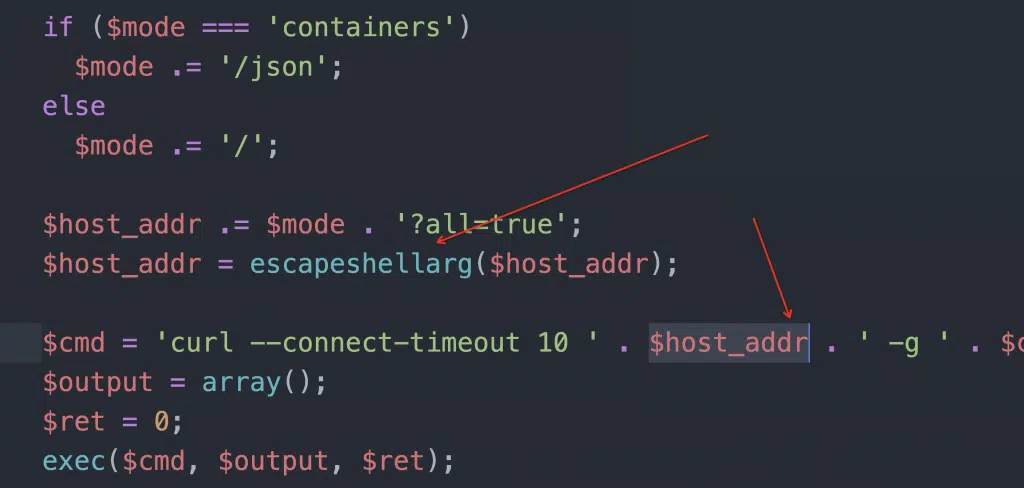 if ($mode === 'containers')
  $mode .= '/json';
else
  $mode .= '/';
$host_addr .= $mode . '?all=true';
$host_addr = escapeshellarg($host_addr);
$cmd = 'curl --connect-timeout 10 ' . $host_addr . ' -g ' .
$output = array();
$ret = 0;
exec($cmd, $output, $ret);